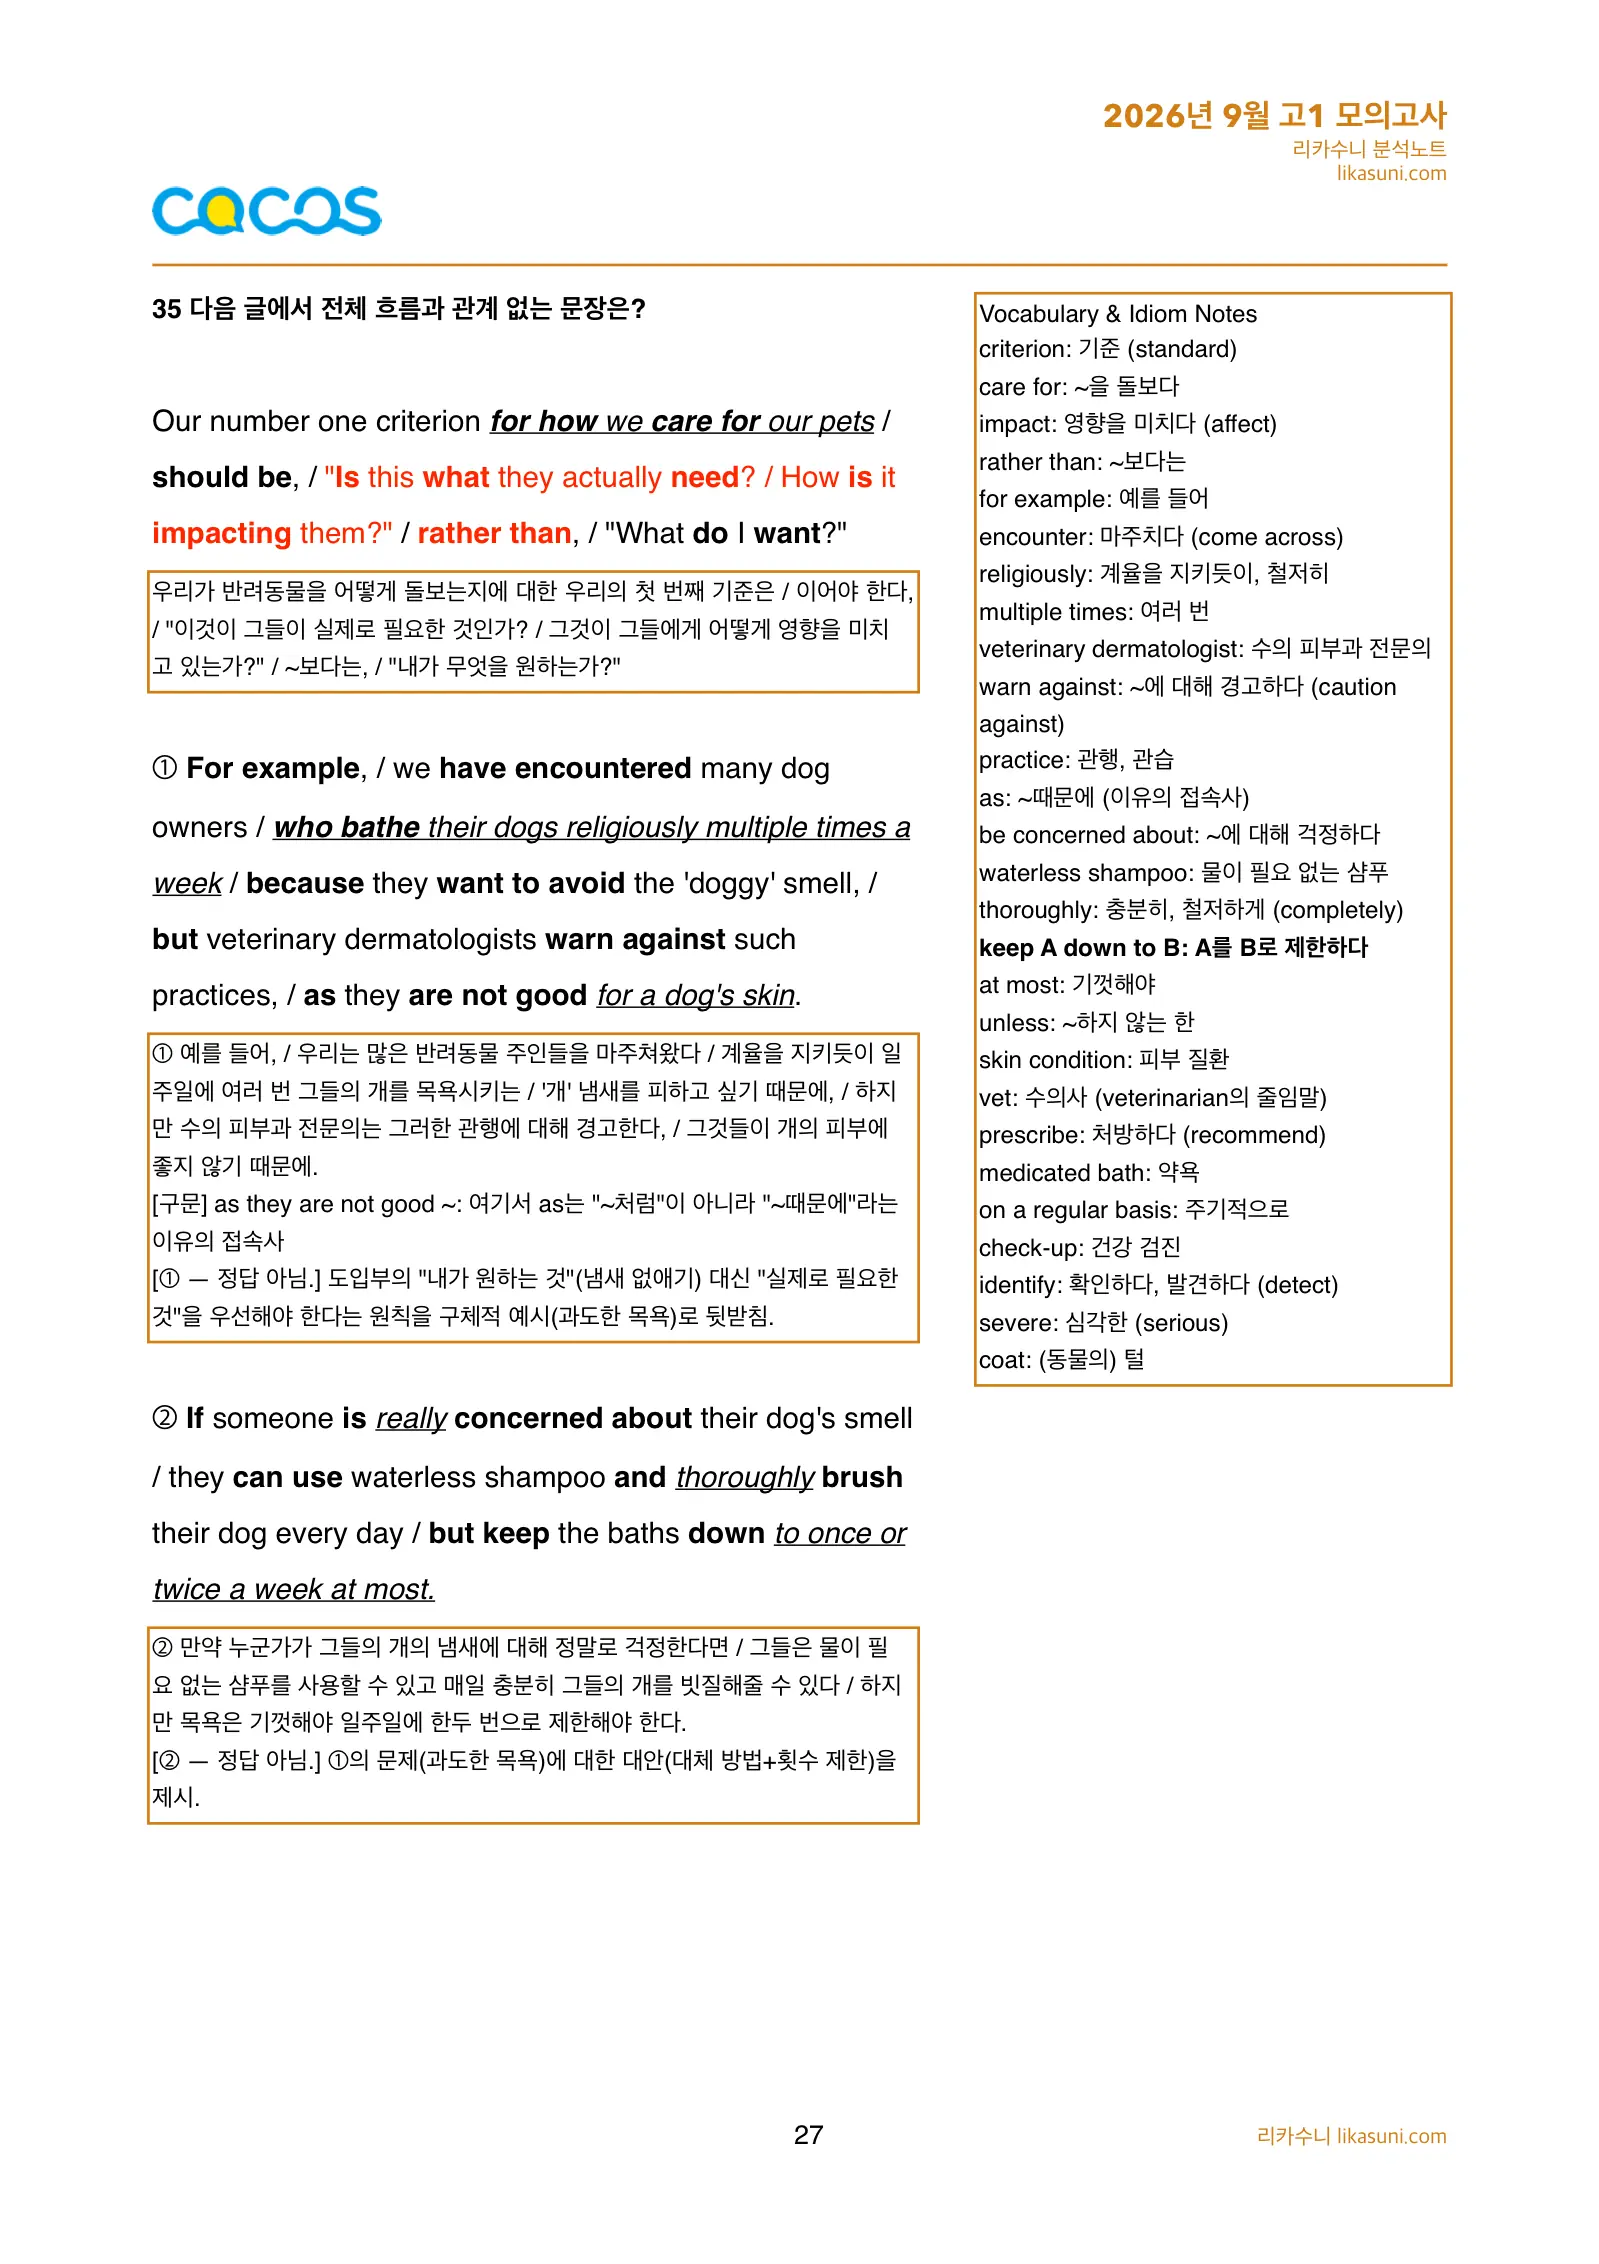 2026년 9월 고1 모의고사
리카수니 분석노트
likasuni.com
cacos
35 다음 글에서 전체 흐름과 관계 없는 문장은?
Our number one criterion for how we care for our pets /
should be, / "Is this what they actually need? / How is it
impacting them?" / rather than, / "What do I want?"
우리가 반려동물을 어떻게 돌보는지에 대한 우리의 첫 번째 기준은 / 이어야 한다,
/ "이것이 그들이 실제로 필요한 것인가? / 그것이 그들에게 어떻게 영향을 미치
고 있는가?" / ~보다는, / "내가 무엇을 원하는가?"
① For example, / we have encountered many dog
owners / who bathe their dogs religiously multiple times a
week / because they want to avoid the 'doggy' smell, /
but veterinary dermatologists warn against such
practices, / as they are not good for a dog's skin.
① 예를 들어, / 우리는 많은 반려동물 주인들을 마주쳐왔다 / 계율을 지키듯이 일
주일에 여러 번 그들의 개를 목욕시키는 / '개' 냄새를 피하고 싶기 때문에, / 하지
만 수의 피부과 전문의는 그러한 관행에 대해 경고한다, / 그것들이 개의 피부에
좋지 않기 때문에.
[구문] as they are not good ~: 여기서 as는 "~처럼"이 아니라 "~때문에"라는
이유의 접속사
[① — 정답 아님.] 도입부의 "내가 원하는 것"(냄새 없애기) 대신 "실제로 필요한
것"을 우선해야 한다는 원칙을 구체적 예시(과도한 목욕)로 뒷받침.
② If someone is really concerned about their dog's smell
/ they can use waterless shampoo and thoroughly brush
their dog every day / but keep the baths down to once or
twice a week at most.
② 만약 누군가가 그들의 개의 냄새에 대해 정말로 걱정한다면 / 그들은 물이 필
요 없는 샴푸를 사용할 수 있고 매일 충분히 그들의 개를 빗질해줄 수 있다 / 하지
만 목욕은 기껏해야 일주일에 한두 번으로 제한해야 한다.
[② — 정답 아님.] ①의 문제(과도한 목욕)에 대한 대안(대체 방법+횟수 제한)을
제시.
Vocabulary & Idiom Notes
criterion: 기준 (standard)
care for: ~을 돌보다
impact: 영향을 미치다 (affect)
rather than: ~보다는
for example: 예를 들어
encounter: 마주치다 (come across)
religiously: 계율을 지키듯이, 철저히
multiple times: 여러 번
veterinary dermatologist: 수의 피부과 전문의
warn against: ~에 대해 경고하다 (caution
against)
practice: 관행, 관습
as: ~때문에 (이유의 접속사)
be concerned about: ~에 대해 걱정하다
waterless shampoo: 물이 필요 없는 샴푸
thoroughly: 충분히, 철저하게 (completely)
keep A down to B: A를 B로 제한하다
at most: 기껏해야
unless: ~하지 않는 한
skin condition: 피부 질환
vet: 수의사 (veterinarian의 줄임말)
prescribe: 처방하다 (recommend)
medicated bath: 약욕
on a regular basis: 주기적으로
check-up: 건강 검진
identify: 확인하다, 발견하다 (detect)
severe: 심각한 (serious)
coat: (동물의) 털
27
리카수니 likasuni.com